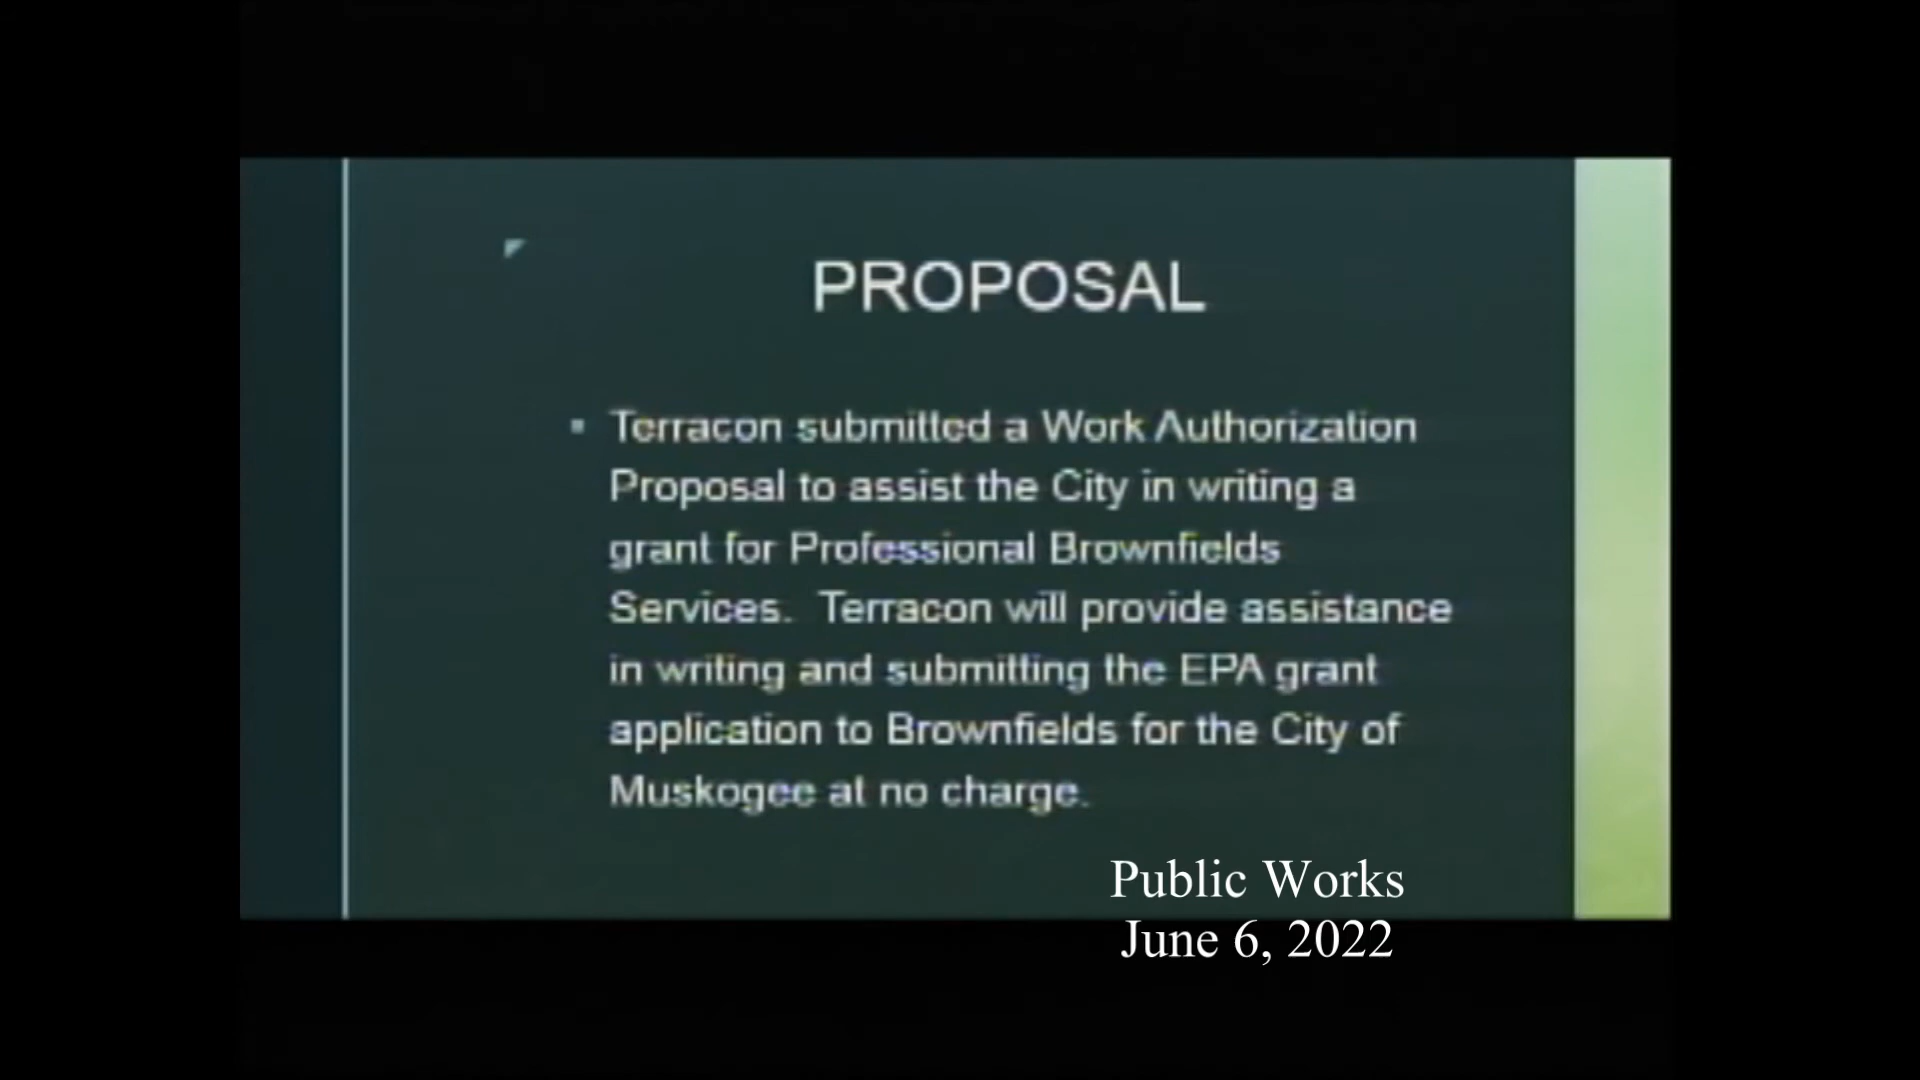 PROPOSAL
Terracon submitted a Work Authorization
Proposal to assist the City in writing a
grant for Professional Brownfields
Services. Terracon will provide assistance
in writing and submitting the EPA grant
application to Brownfields for the City of
Muskogee at no charge.
Public Works
June 6, 2022